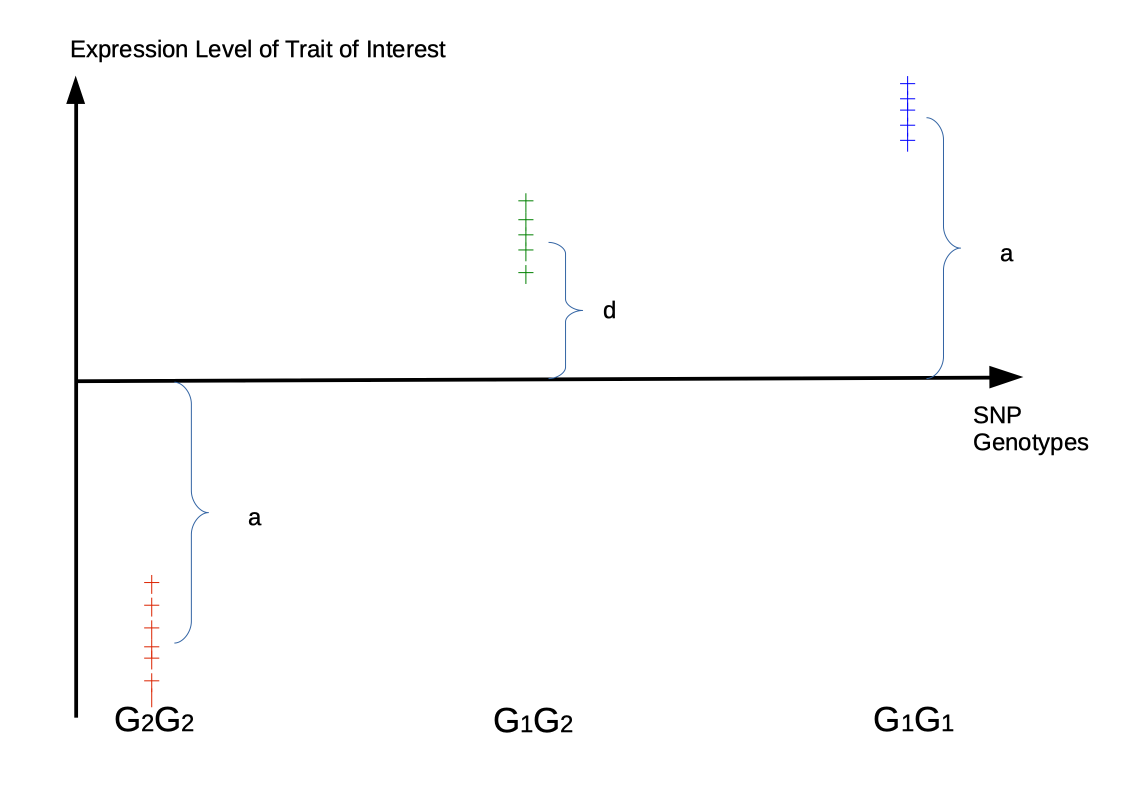 Expression Level of Trait of Interest
a
d
SNP
Genotypes
a
G2G2
G1G2
G1G1